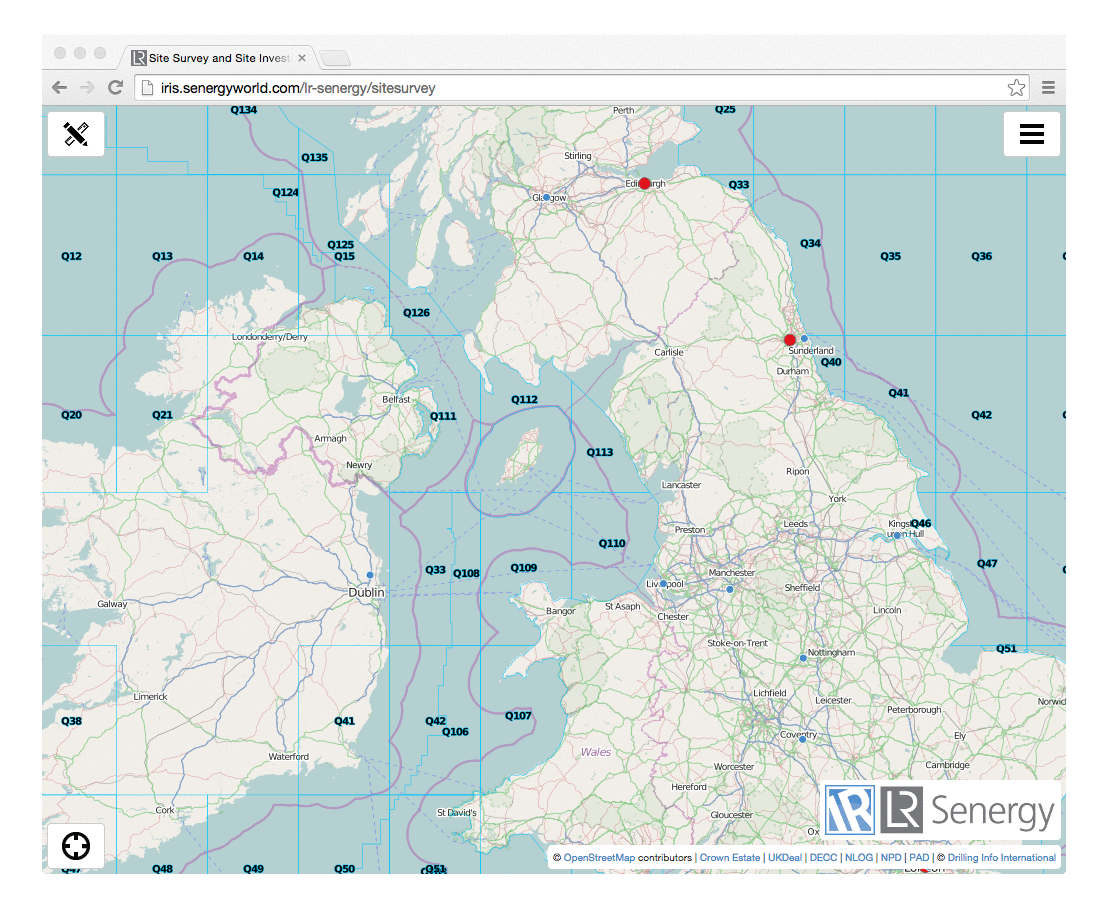 Site Survey and Site Invest
iris.senergyworld.com/lr-senergy/sitesurvey
Q134
Perth
Q25
Q135
Stirling
Q124
Edinburgh
Q33
Glasgow
Q125
Q34
Q12
Q13
Q14
Q15
Q35
Q36
Q126
Londonderry/Derry
Carlisle
Sunderland
Q40
Durham
Q41
Belfast
Q112
Q20
Q21
Q111
Q42
Armagh
Q113
Newry
Ripon
Lancaster
York
Preston
Leeds
Q46
Q110
Q33
Q108
Q109
Manchester
Q47
Dublin
Liverpool
Sheffield
Galway
Bangor
St Asaph
Chester
Lincoln
Stoke-on-Trent
Nottingham
Q51
Limerick
Lichfield
Leicester
Q38
Q41
Q42
Q107
Peterborough
Norwi
Q106
Coventry
Ely
Wales
Waterford
Worcester
Cambridge
Hereford
Cork
St David's
Gloucester
LR Senergy
Ox
© OpenStreetMap contributors | Crown Estate | UKDeal | DECC | NLOG | NPD | PAD | © Drilling Info International
Q47
Q48
Q49
Q50
Q51